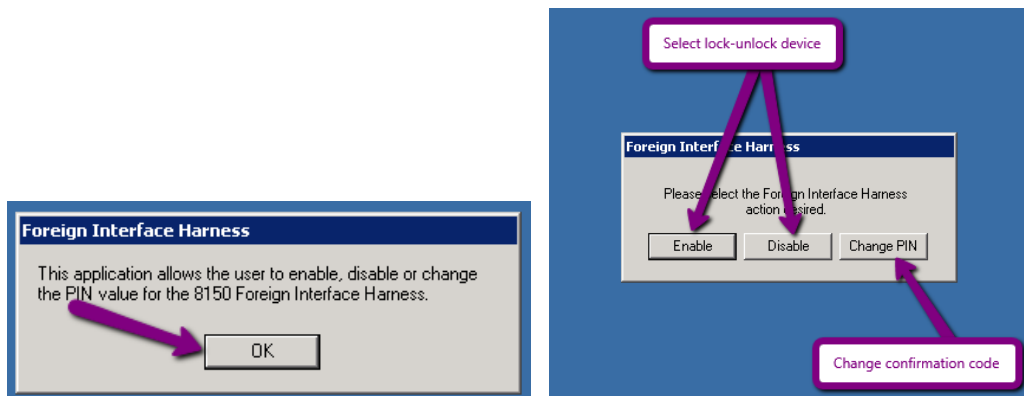 Foreign Interface Harness
This application allows the user to enable, disable or change
the PIN value for the 8150 Foreign Interface Harness.
OK
Select lock-unlock device
Foreign Interface Harness
Please select the Foreign Interface Harness
action desired.
Enable
Disable
Change PIN
Change confirmation code